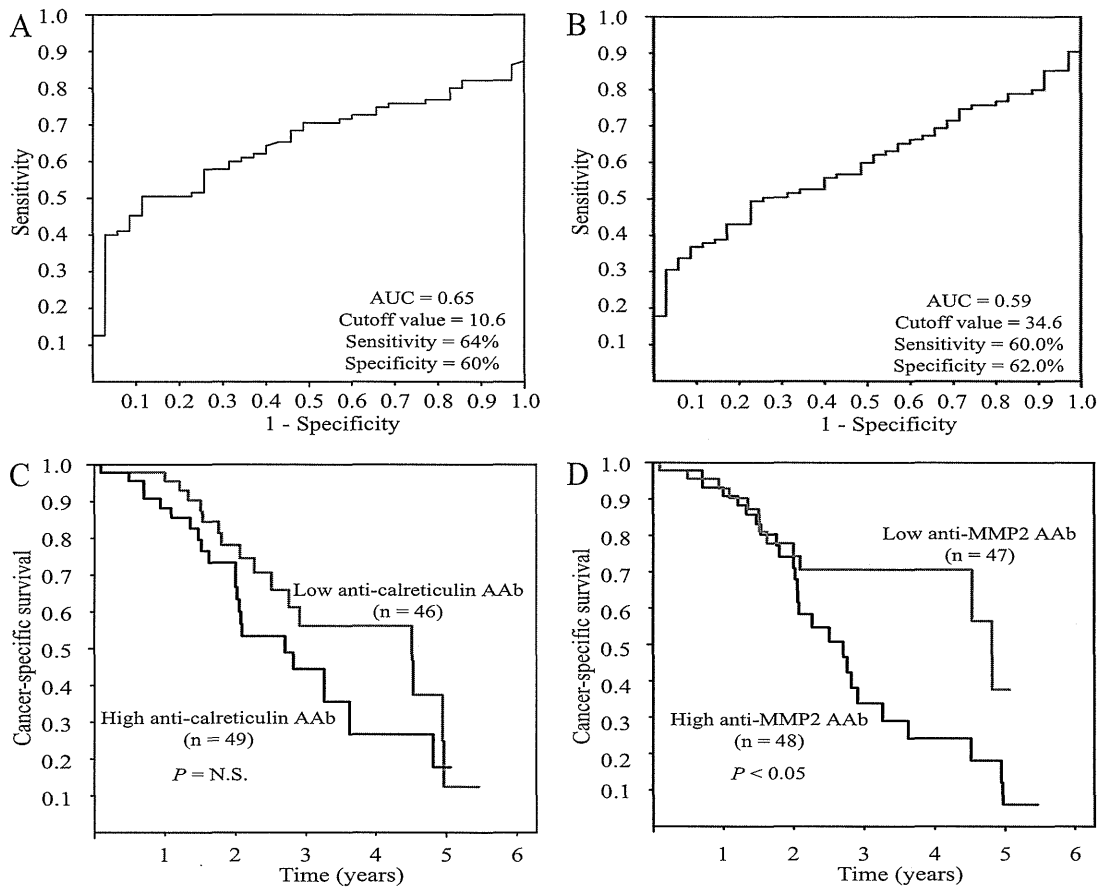 A
1.0
0.9
0.8
0.7
0.6
0.5
0.4
0.3
0.2
0.1
Sensitivity
AUC = 0.65
Cutoff value = 10.6
Sensitivity = 64%
Specificity = 60%
0.1 0.2 0.3 0.4 0.5 0.6 0.7 0.8 0.9 1.0
1 - Specificity
B
1.0
0.9
0.8
0.7
0.6
0.5
0.4
0.3
0.2
0.1
Sensitivity
AUC = 0.59
Cutoff value = 34.6
Sensitivity = 60.0%
Specificity = 62.0%
0.1 0.2 0.3 0.4 0.5 0.6 0.7 0.8 0.9 1.0
1 - Specificity
C
1.0
0.9
0.8
0.7
0.6
0.5
0.4
0.3
0.2
0.1
Cancer-specific survival
Low anti-calreticulin AAb
(n = 46)
High anti-calreticulin AAb
(n = 49)
P = N.S.
1 2 3 4 5 6
Time (years)
D
1.0
0.9
0.8
0.7
0.6
0.5
0.4
0.3
0.2
0.1
Cancer-specific survival
Low anti-MMP2 AAb
(n = 47)
High anti-MMP2 AAb
(n = 48)
P < 0.05
1 2 3 4 5 6
Time (years)